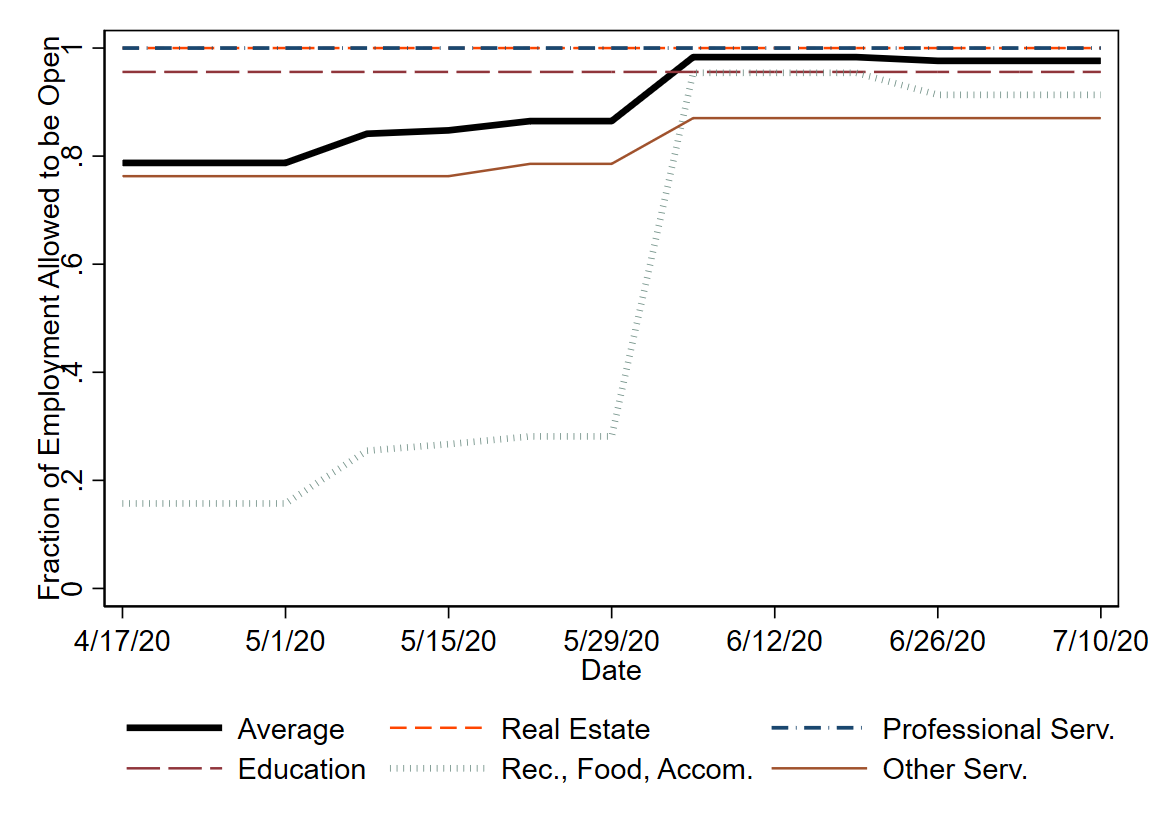 Fraction of Employment Allowed to be Open
1
.8
.6
.4
.2
0
4/17/20 5/1/20 5/15/20 5/29/20 6/12/20 6/26/20 7/10/20
Date
Average Real Estate Professional Serv.
Education Rec., Food, Accom. Other Serv.